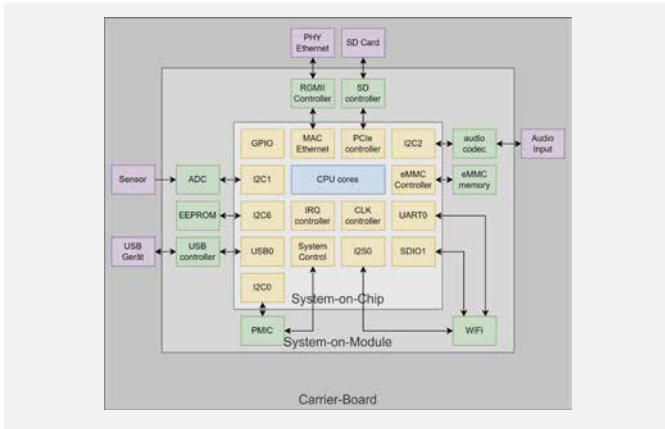 PHY
Ethernet
SD Card
RGMII
Controller
SD
controller
GPIO
MAC
Ethernet
PCIe
controller
I2C2
audio
codec
Audio
Input
Sensor
ADC
I2C1
CPU cores
eMMC
Controller
eMMC
memory
EEPROM
I2C6
IRQ
controller
CLK
controller
UART0
USB
Gerät
USB
controller
USB0
System
Control
I2S0
SDIO1
I2C0
System-on-Chip
PMIC
WiFi
System-on-Module
Carrier-Board